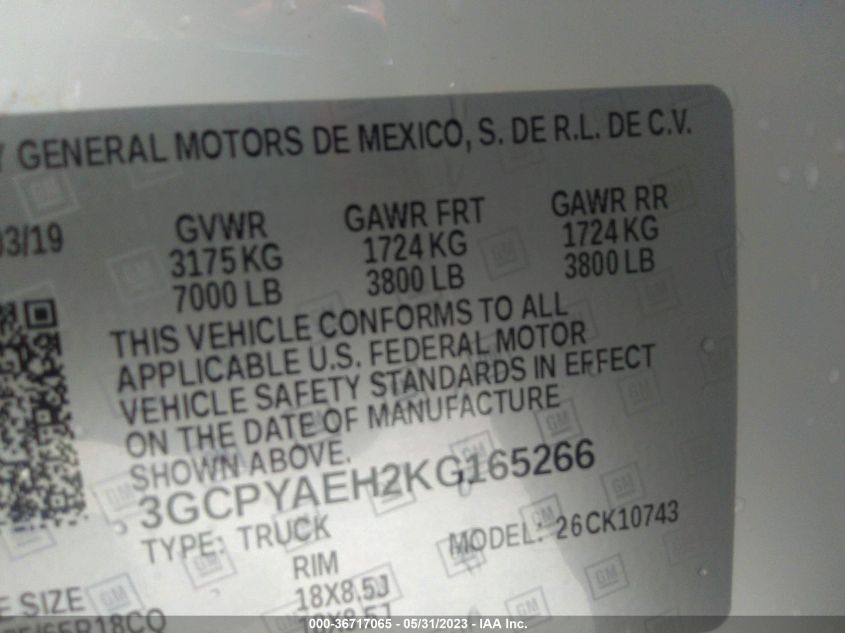 GENERAL MOTORS DE MEXICO, S. DE R.L. DE C.V.
03/19
GVWR GAWR FRT GAWR RR
3175 KG 1724 KG 1724 KG
7000 LB 3800 LB 3800 LB
THIS VEHICLE CONFORMS TO ALL
APPLICABLE U.S. FEDERAL MOTOR
VEHICLE SAFETY STANDARDS IN EFFECT
ON THE DATE OF MANUFACTURE
SHOWN ABOVE.
3GCPYAEH2KG165266
TYPE: TRUCK MODEL: 26CK10743
RIM
E SIZE 18X8.5J
000-36717065 - 05/31/2023 - IAA Inc.